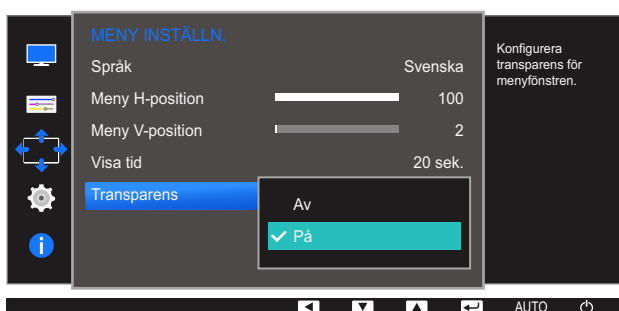 MENY INSTÄLLN.
Språk Svenska
Meny H-position 100
Meny V-position 2
Visa tid 20 sek.
Transparens
Av
På
Konfigurera
transparens för
menyfönstren.
AUTO